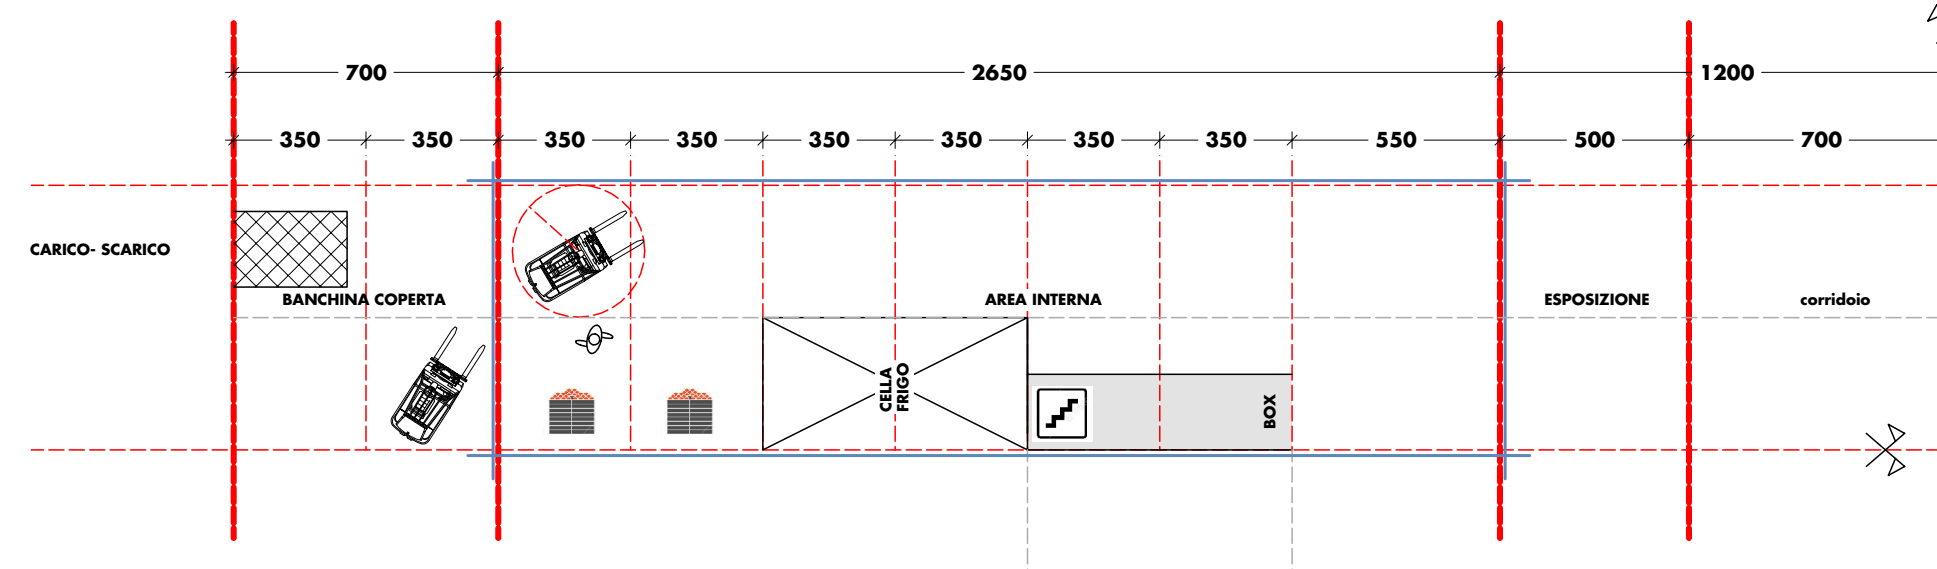 700 2650 1200
350 350 350 350 350 350 350 350 550 500 700
CARICO- SCARICO
BANCHINA COPERTA AREA INTERNA ESPOSIZIONE corridoio
CELLA
FRIGO
BOX